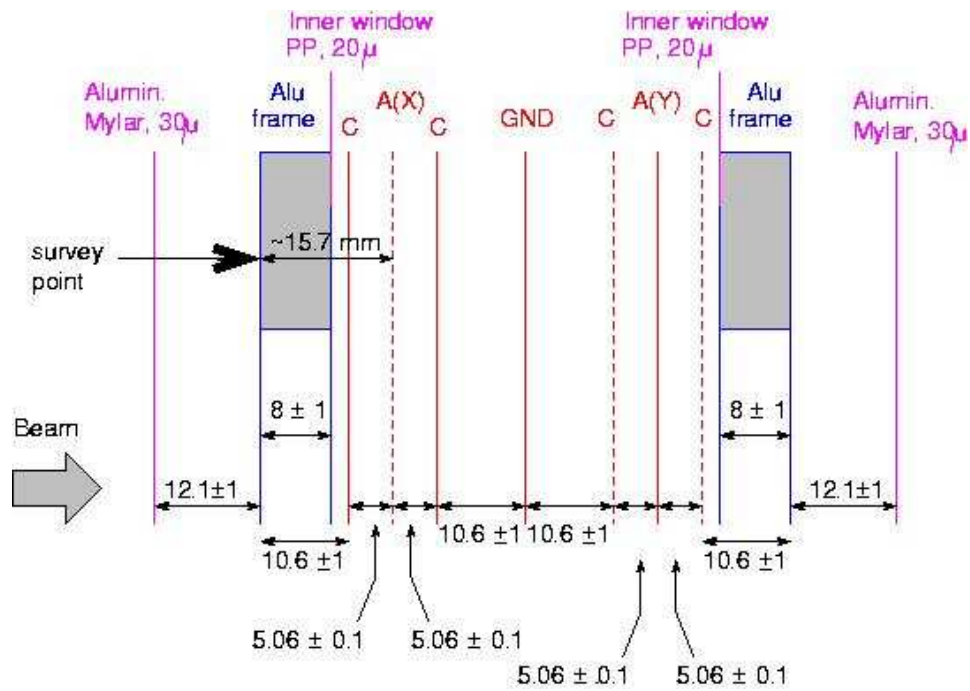 Inner window
PP, 20μ
Inner window
PP, 20μ
Alumin.
Mylar, 30μ
Alu
frame
C
A(X)
C
GND
C
A(Y)
C
Alu
frame
Alumin.
Mylar, 30μ
~15.7 mm
survey
point
8 ± 1
8 ± 1
Beam
12.1±1
12.1±1
10.6 ±1
10.6 ±1
10.6 ±1
10.6 ±1
5.06 ± 0.1
5.06 ± 0.1
5.06 ± 0.1
5.06 ± 0.1